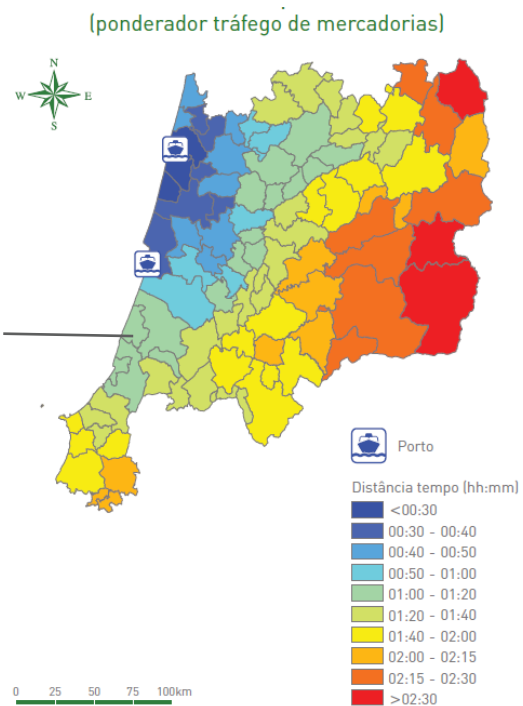 (ponderador tráfego de mercadorias)
N
W E
S
Porto
Distância tempo (hh:mm)
<00:30
00:30 - 00:40
00:40 - 00:50
00:50 - 01:00
01:00 - 01:20
01:20 - 01:40
01:40 - 02:00
02:00 - 02:15
02:15 - 02:30
>02:30
0 25 50 75 100km